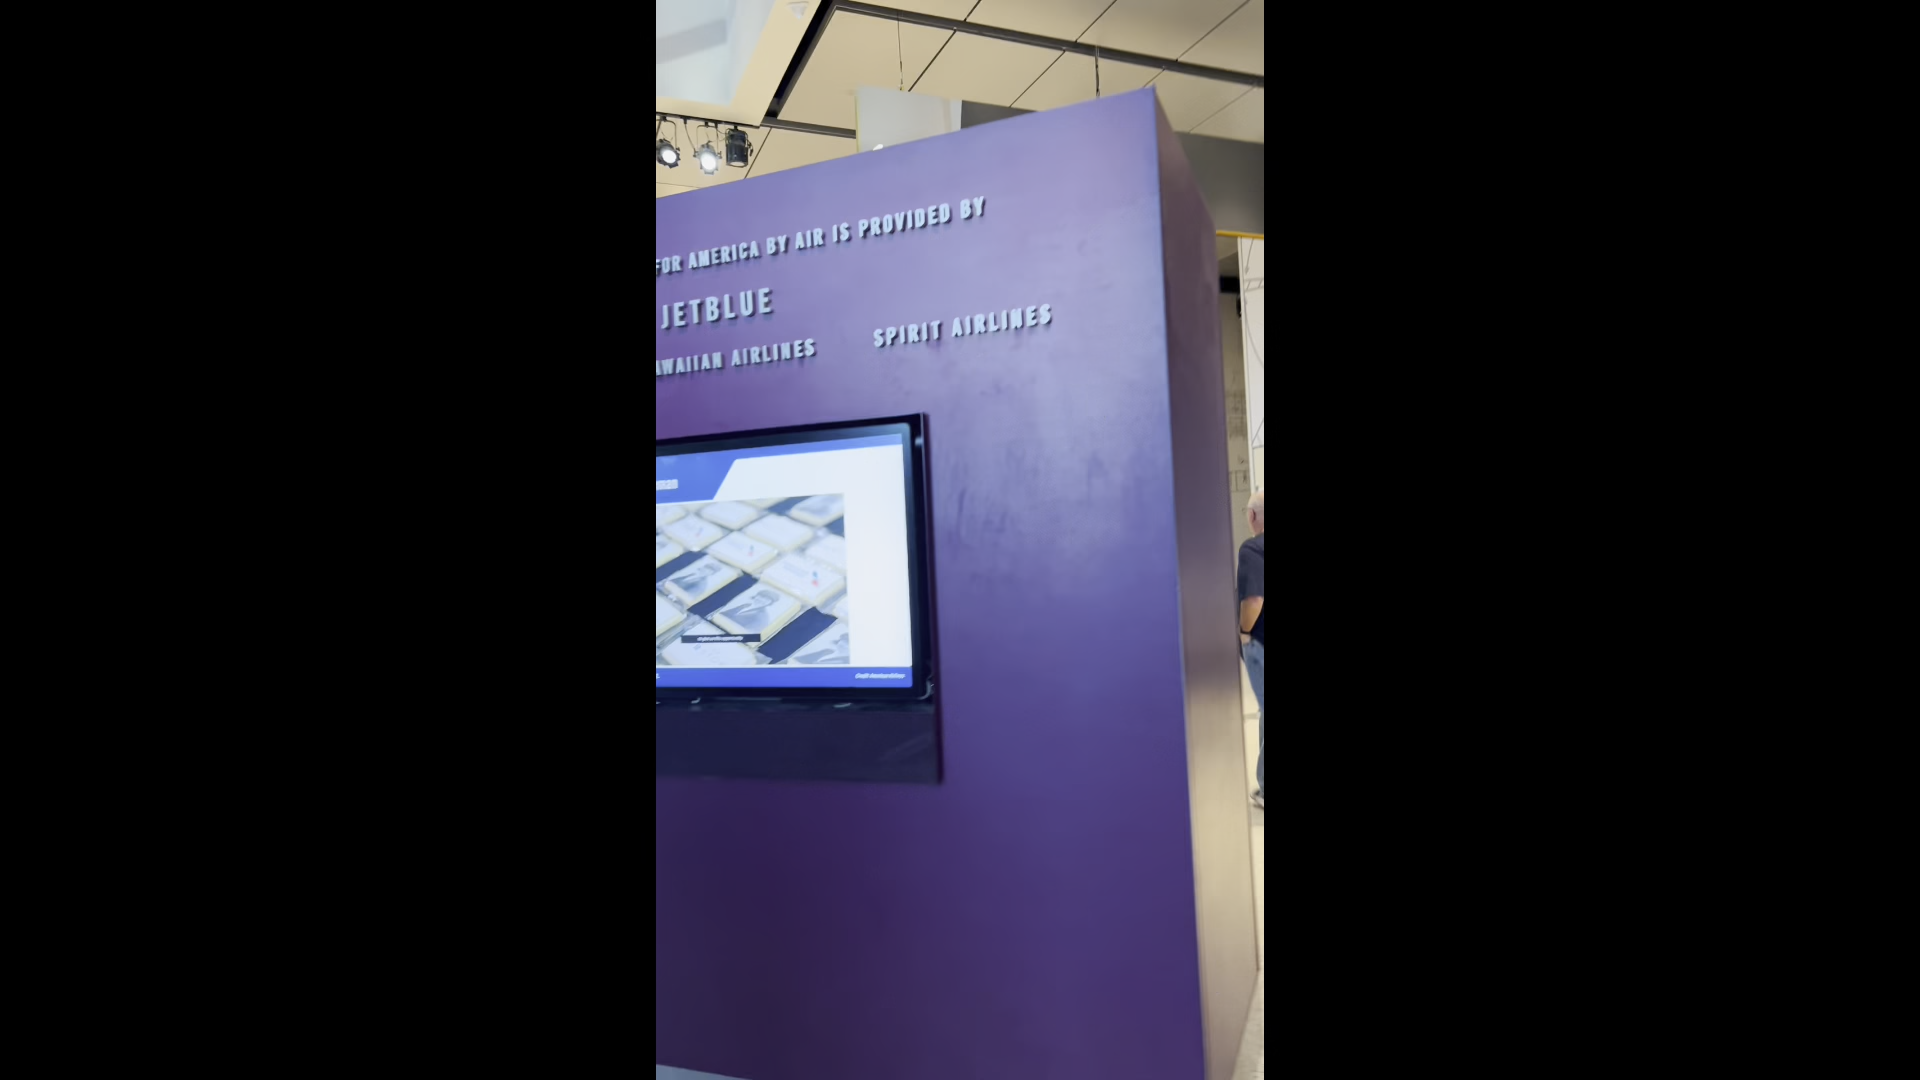 FOR AMERICA BY AIR IS PROVIDED BY
JETBLUE
AWAIIAN AIRLINES
SPIRIT AIRLINES